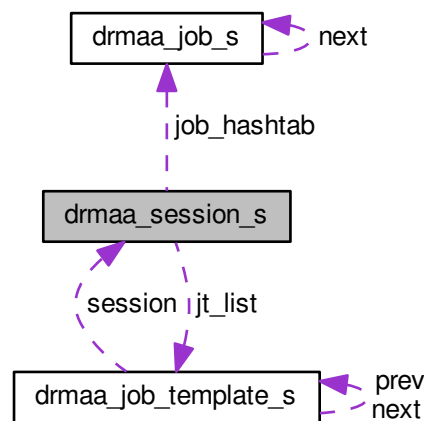 drmaa_job_s
next
job_hashtab
drmaa_session_s
session
jt_list
drmaa_job_template_s
prev
next